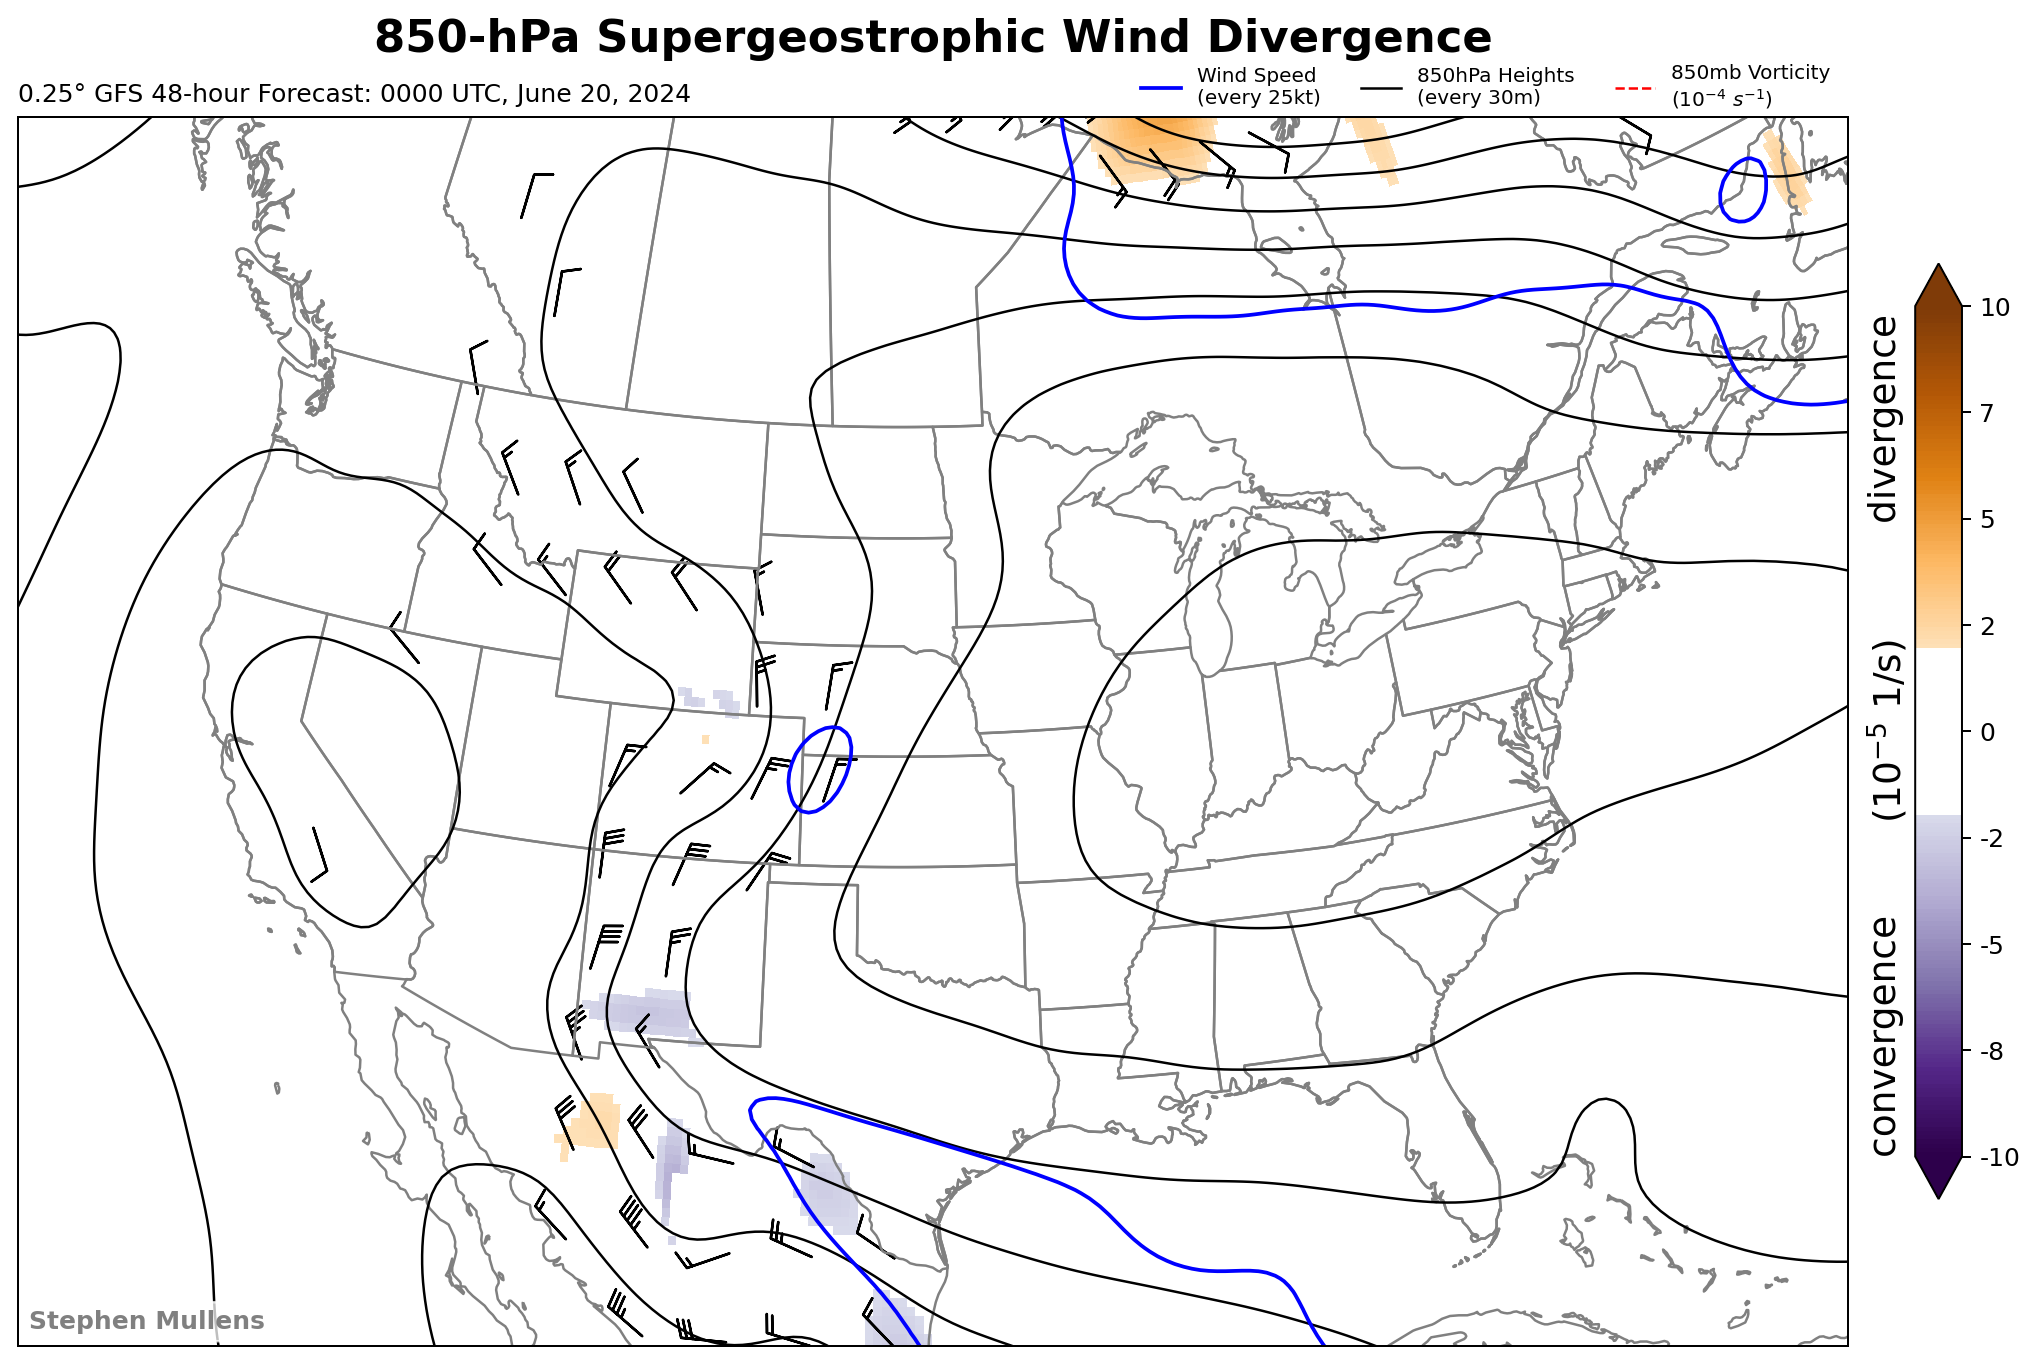 850-hPa Supergeostrophic Wind Divergence
0.25° GFS 48-hour Forecast: 0000 UTC, June 20, 2024
Wind Speed
(every 25kt)
850hPa Heights
(every 30m)
850mb Vorticity
(10⁻⁴ s⁻¹)
10
7
5
2
0
-2
-5
-8
-10
convergence (10⁻⁵ 1/s) divergence
Stephen Mullens